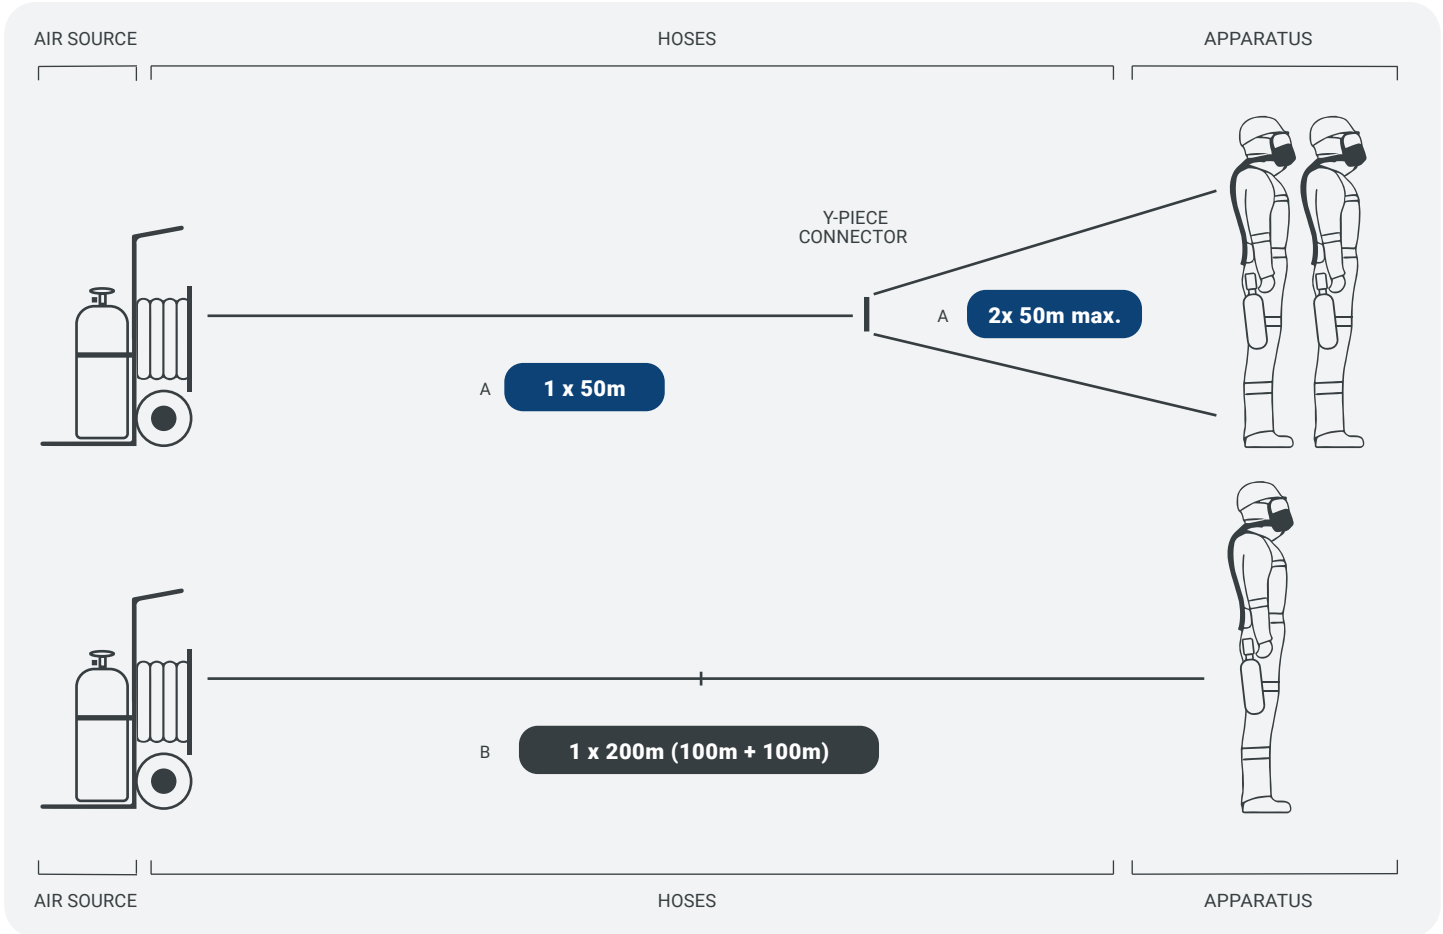 AIR SOURCE
HOSES
APPARATUS
Y-PIECE
CONNECTOR
A
2x 50m max.
A
1 x 50m
B
1 x 200m (100m + 100m)
AIR SOURCE
HOSES
APPARATUS